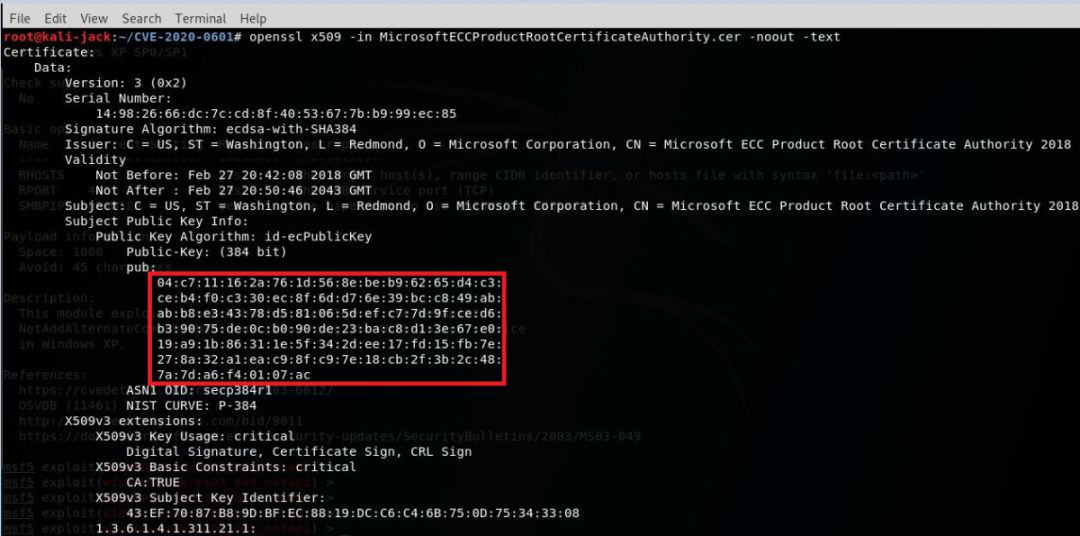 File Edit View Search Terminal Help
root@kali-jack:~/CVE-2020-0601# openssl x509 -in MicrosoftECCProductRootCertificateAuthority.cer -noout -text
Certificate:
Data:
Version: 3 (0x2)
Serial Number:
14:98:26:66:dc:7c:cd:8f:40:53:67:7b:b9:99:ec:85
Signature Algorithm: ecdsa-with-SHA384
Issuer: C = US, ST = Washington, L = Redmond, O = Microsoft Corporation, CN = Microsoft ECC Product Root Certificate Authority 2018
Validity
Not Before: Feb 27 20:42:08 2018 GMT
Not After : Feb 27 20:50:46 2043 GMT
Subject: C = US, ST = Washington, L = Redmond, O = Microsoft Corporation, CN = Microsoft ECC Product Root Certificate Authority 2018
Subject Public Key Info:
Public Key Algorithm: id-ecPublicKey
Public-Key: (384 bit)
pub:
04:c7:11:16:2a:76:1d:56:8e:be:b9:62:65:d4:c3:
ce:b4:f0:c3:30:ec:8f:6d:d7:6e:39:bc:c8:49:ab:
ab:b8:e3:43:78:d5:81:06:5d:ef:c7:7d:9f:ce:d6:
b3:90:75:de:0c:b0:90:de:23:ba:c8:d1:3e:67:e0:
19:a9:1b:86:31:1e:5f:34:2d:ee:17:fd:15:fb:7e:
27:8a:32:a1:ea:c9:8f:c9:7e:18:cb:2f:3b:2c:48:
7a:7d:a6:f4:01:07:ac
ASN1 OID: secp384r1
NIST CURVE: P-384
X509v3 extensions:
X509v3 Key Usage: critical
Digital Signature, Certificate Sign, CRL Sign
X509v3 Basic Constraints: critical
CA:TRUE
X509v3 Subject Key Identifier:
43:EF:70:87:B8:9D:BF:EC:88:19:DC:C6:C4:6B:75:0D:75:34:33:08
1.3.6.1.4.1.311.21.1: